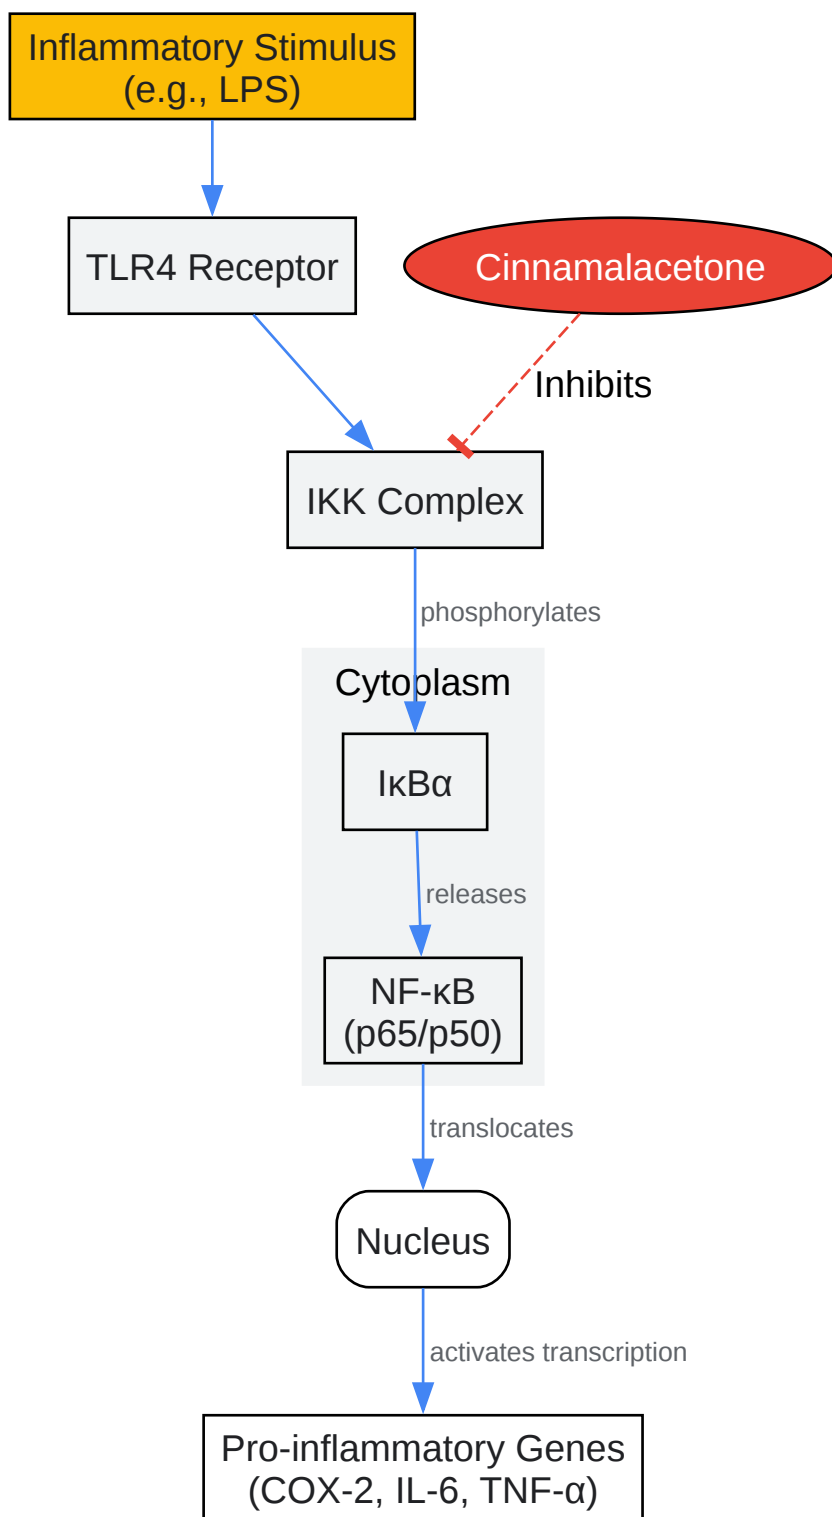 Inflammatory Stimulus
(e.g., LPS)
TLR4 Receptor
Cinnamalacetone
Inhibits
IKK Complex
phosphorylates
Cytoplasm
IκBα
releases
NF-κB
(p65/p50)
translocates
Nucleus
activates transcription
Pro-inflammatory Genes
(COX-2, IL-6, TNF-α)